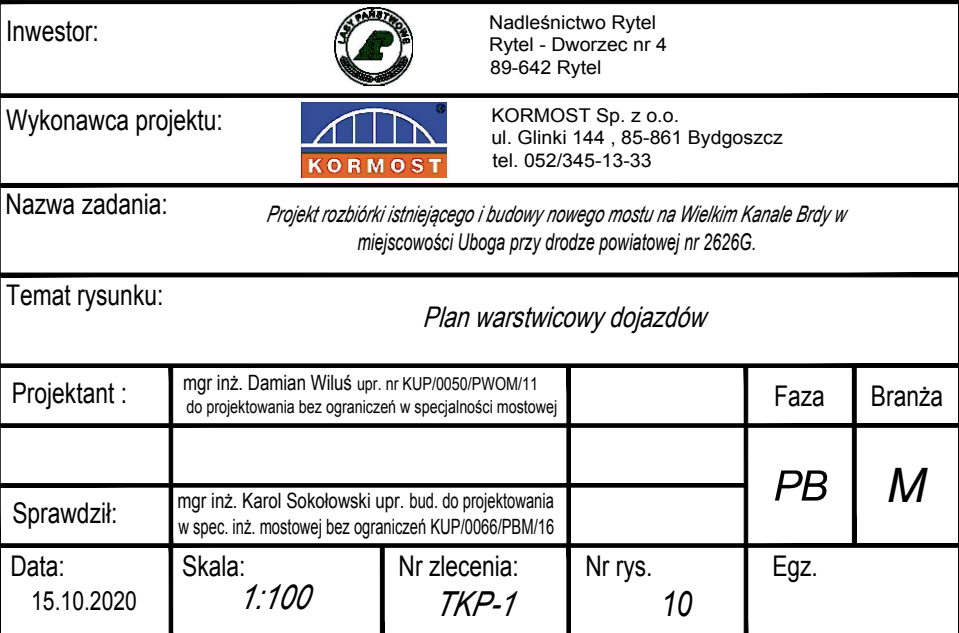 Inwestor:
LASY PAŃSTWOWE
Nadleśnictwo Rytel
Rytel - Dworzec nr 4
89-642 Rytel
Wykonawca projektu:
®
KORMOST
KORMOST Sp. z o.o.
ul. Glinki 144 , 85-861 Bydgoszcz
tel. 052/345-13-33
Nazwa zadania:
Projekt rozbiórki istniejącego i budowy nowego mostu na Wielkim Kanale Brdy w
miejscowości Uboga przy drodze powiatowej nr 2626G.
Temat rysunku:
Plan warstwicowy dojazdów
Projektant :
mgr inż. Damian Wiluś upr. nr KUP/0050/PWOM/11
do projektowania bez ograniczeń w specjalności mostowej
Faza
Branża
PB
M
Sprawdził:
mgr inż. Karol Sokołowski upr. bud. do projektowania
w spec. inż. mostowej bez ograniczeń KUP/0066/PBM/16
Data:
15.10.2020
Skala:
1:100
Nr zlecenia:
TKP-1
Nr rys.
10
Egz.